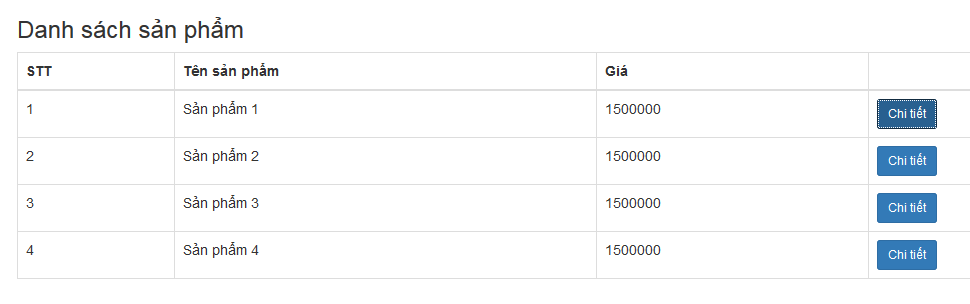 Danh sách sản phẩm
STT Tên sản phẩm Giá
1 Sản phẩm 1 1500000 Chi tiết
2 Sản phẩm 2 1500000 Chi tiết
3 Sản phẩm 3 1500000 Chi tiết
4 Sản phẩm 4 1500000 Chi tiết